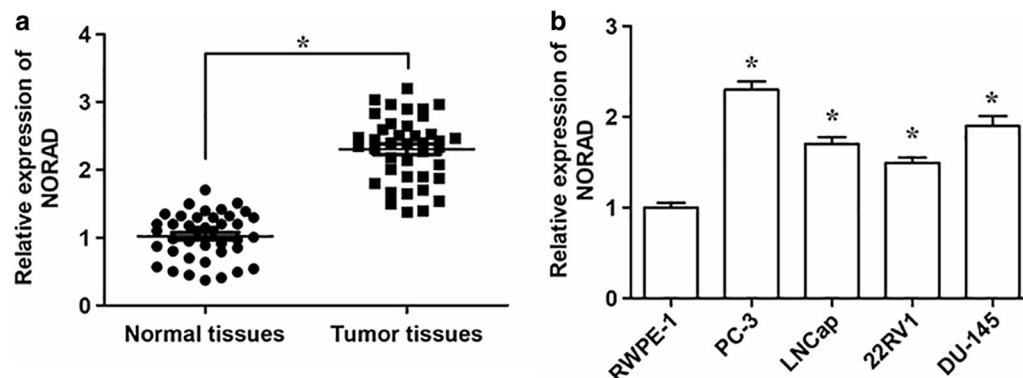 a
Relative expression of
NORAD
4
3
2
1
0
*
Normal tissues
Tumor tissues
b
Relative expression of
NORAD
3
2
1
0
*
*
*
*
RWPE-1
PC-3
LNCap
22RV1
DU-145